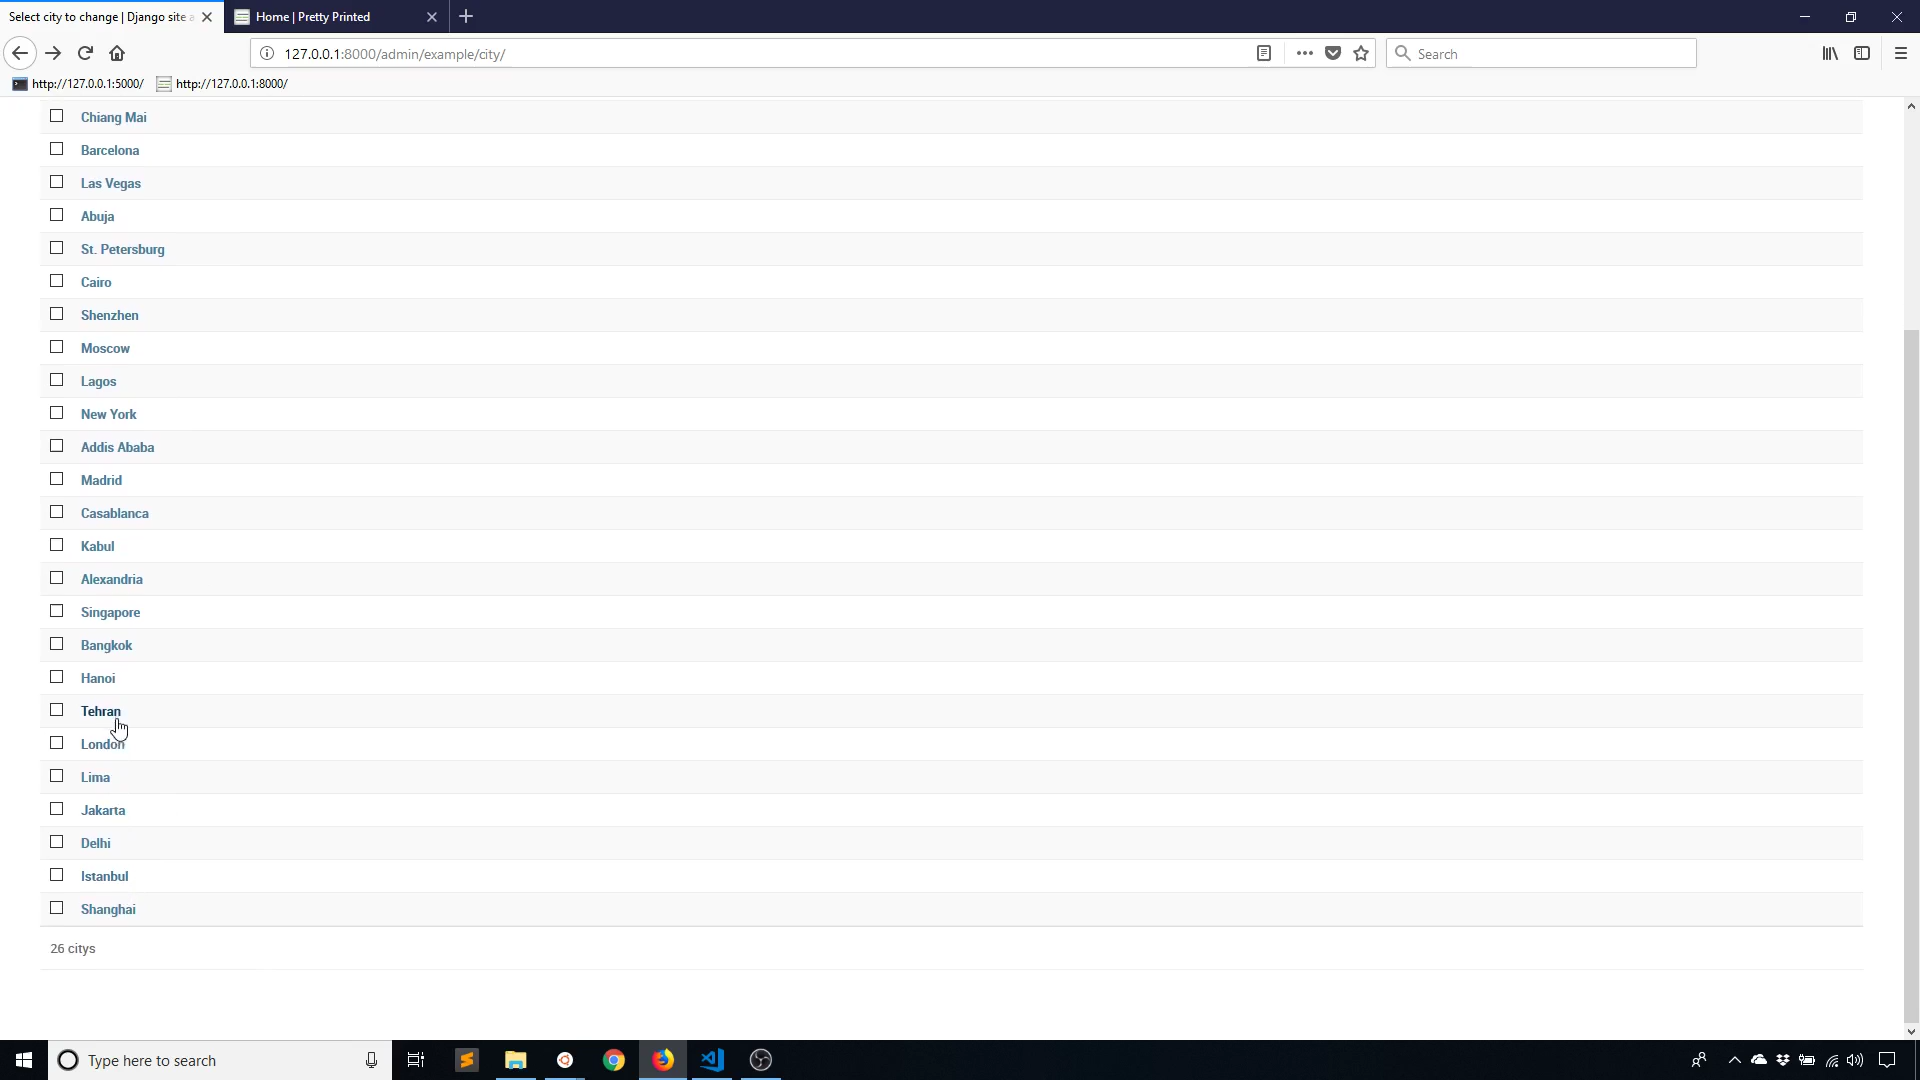 Select city to change | Django site a
Home | Pretty Printed
127.0.0.1:8000/admin/example/city/
Search
http://127.0.0.1:5000/
http://127.0.0.1:8000/
Chiang Mai
Barcelona
Las Vegas
Abuja
St. Petersburg
Cairo
Shenzhen
Moscow
Lagos
New York
Addis Ababa
Madrid
Casablanca
Kabul
Alexandria
Singapore
Bangkok
Hanoi
Tehran
London
Lima
Jakarta
Delhi
Istanbul
Shanghai
26 citys
Type here to search